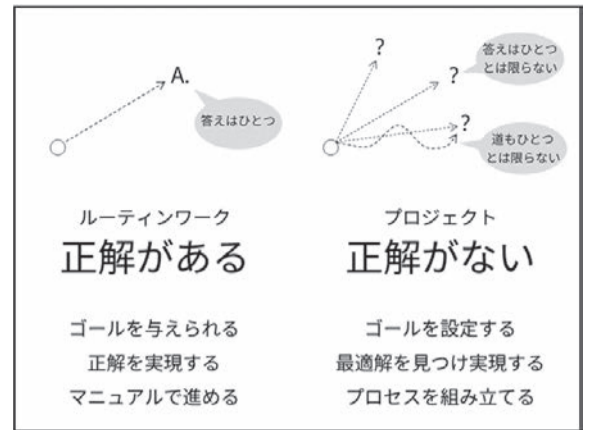 A.
答えはひとつ
ルーティンワーク
正解がある
ゴールを与えられる
正解を実現する
マニュアルで進める
?
?
?
答えはひとつ
とは限らない
道もひとつ
とは限らない
プロジェクト
正解がない
ゴールを設定する
最適解を見つけ実現する
プロセスを組み立てる